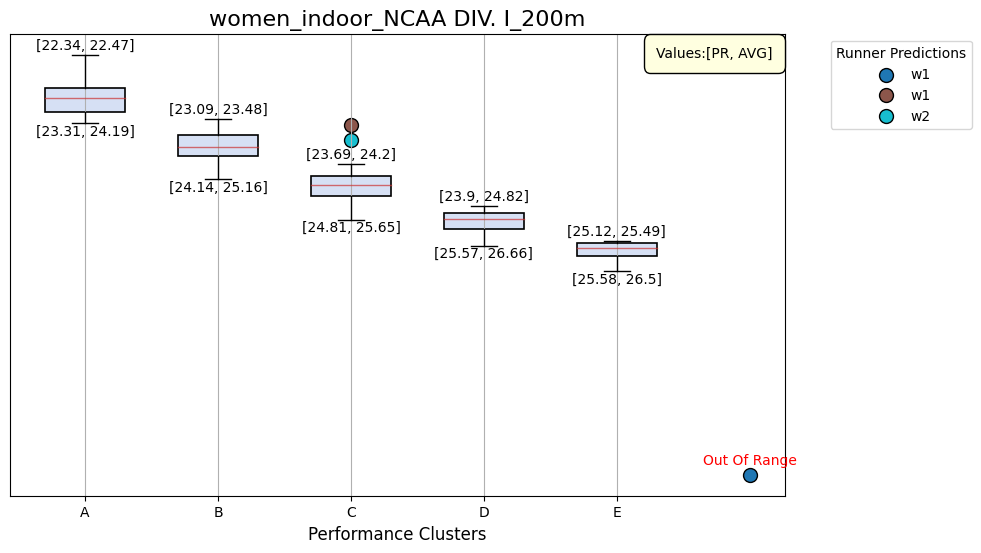 women_indoor_NCAA DIV. I_200m
[22.34, 22.47]
Values:[PR, AVG]
Runner Predictions
w1
w1
w2
[23.31, 24.19]
[23.09, 23.48]
[24.14, 25.16]
[23.69, 24.2]
[24.81, 25.65]
[23.9, 24.82]
[25.57, 26.66]
[25.12, 25.49]
[25.58, 26.5]
Out Of Range
A B C D E
Performance Clusters